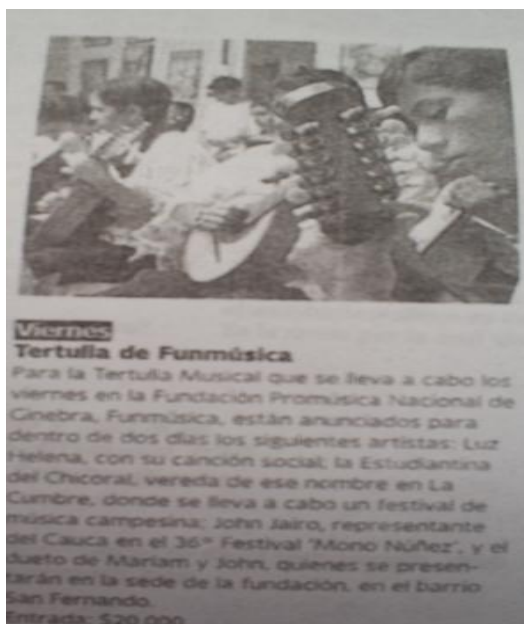 Viernes
Tertulia de Funmúsica
Para la Tertulia Musical que se lleva a cabo los
viernes en la Fundación Promúsica Nacional de
Ginebra, Funmúsica, están anunciados para
dentro de dos días los siguientes artistas: Luz
Helena, con su canción social; la Estudiantina
del Chicoral, vereda de ese nombre en La
Cumbre, donde se lleva a cabo un festival de
música campesina; John Jairo, representante
del Cauca en el 36º Festival 'Mono Núñez', y el
dueto de Mariam y John, quienes se presen-
tarán en la sede de la fundación, en el barrio
San Fernando.
Entrada: $20.000